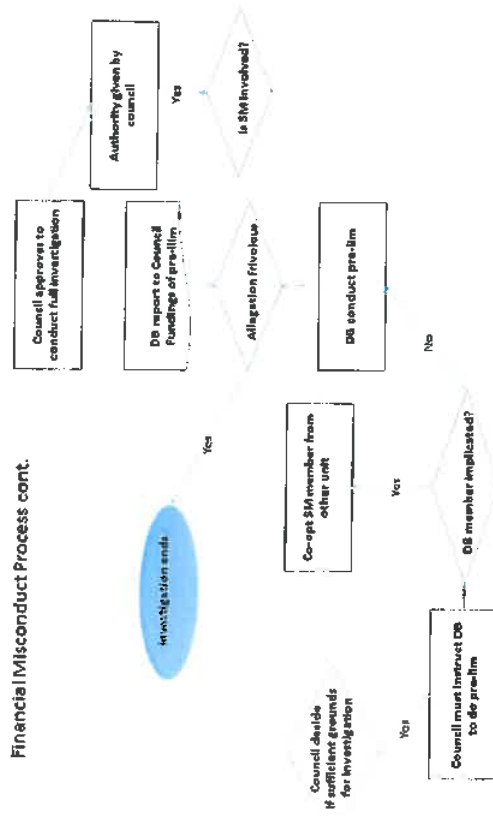 Financial Misconduct Process cont.
Council approves to
conduct full investigation
Authority given by
council
Investigation ends
Yes
DB report to Council
Fundings of pre-llim
Yes
Allagation frivolous
Is SM involved?
Council decide
if sufficient grounds
for investigation
Co-opt SM member from
other unit
DB conduct pre-lim
Yes
Yes
No
Council must instruct DB
to do pre-lim
DB member implicated?